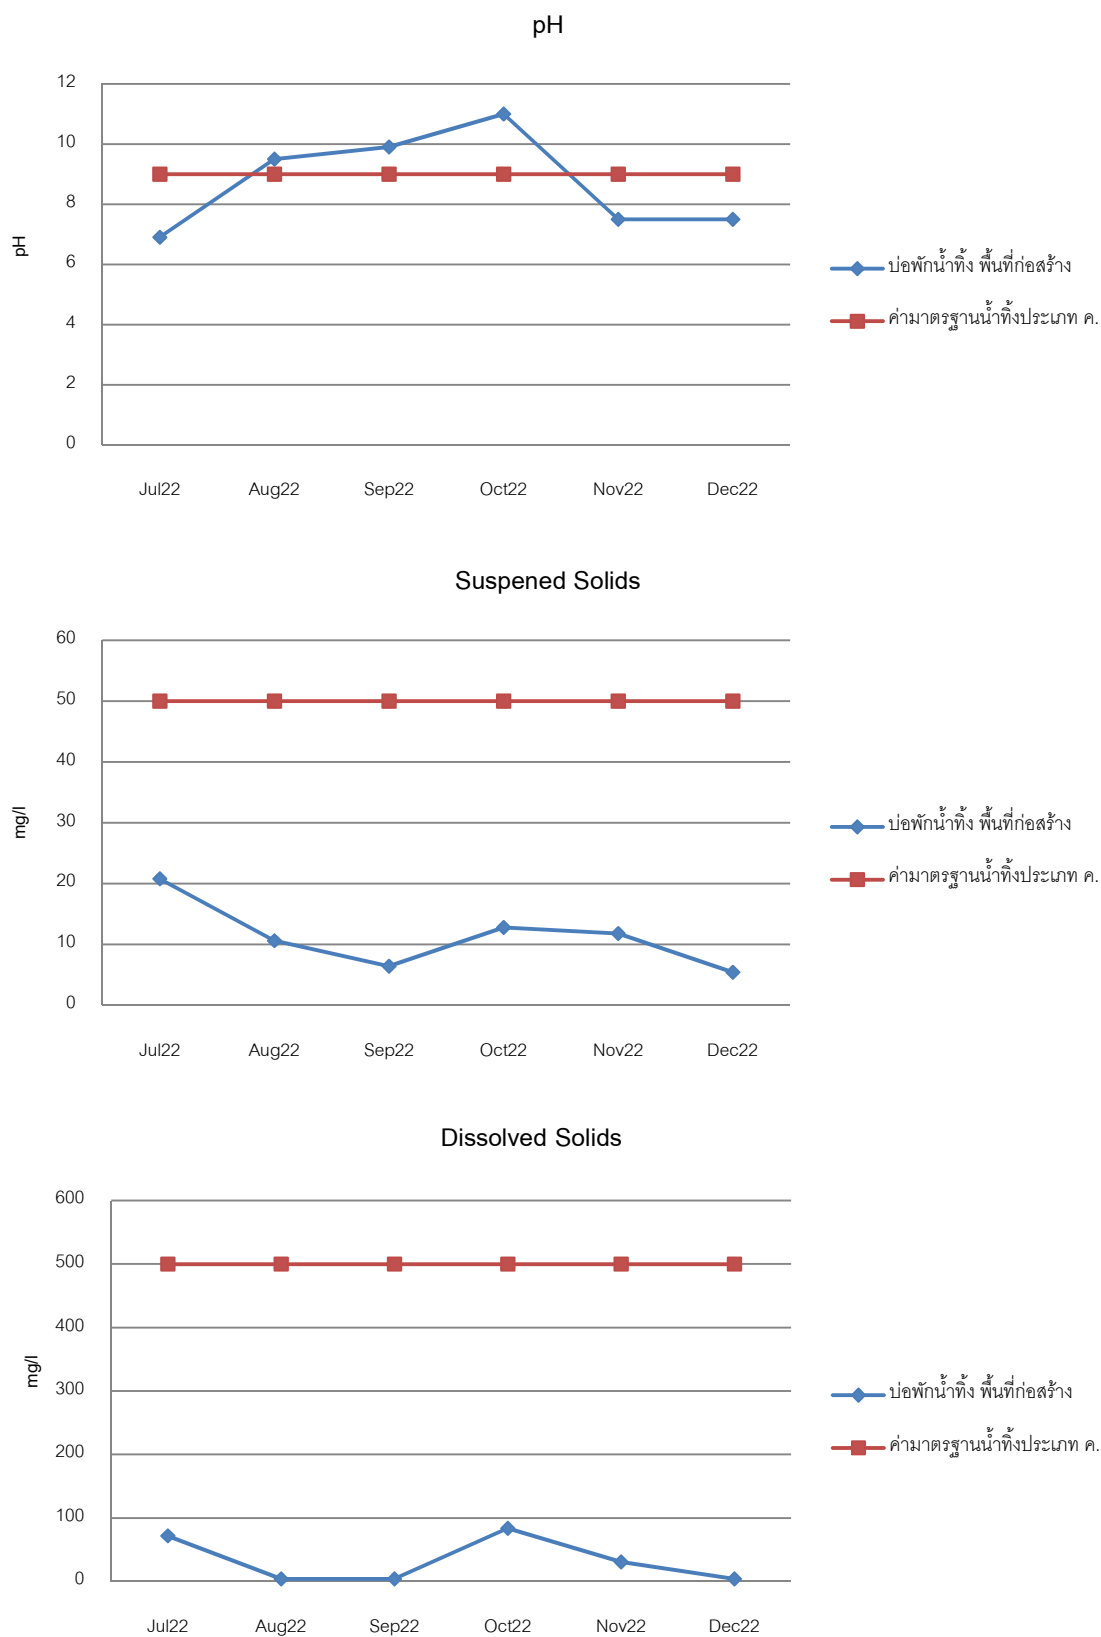 pH
12
10
8
6
4
2
0
pH
Jul22 Aug22 Sep22 Oct22 Nov22 Dec22
บ่อพักน้ำทิ้ง พื้นที่ก่อสร้าง
ค่ามาตรฐานน้ำทิ้งประเภท ค.
Suspened Solids
60
50
40
30
20
10
0
mg/l
Jul22 Aug22 Sep22 Oct22 Nov22 Dec22
บ่อพักน้ำทิ้ง พื้นที่ก่อสร้าง
ค่ามาตรฐานน้ำทิ้งประเภท ค.
Dissolved Solids
600
500
400
300
200
100
0
mg/l
Jul22 Aug22 Sep22 Oct22 Nov22 Dec22
บ่อพักน้ำทิ้ง พื้นที่ก่อสร้าง
ค่ามาตรฐานน้ำทิ้งประเภท ค.